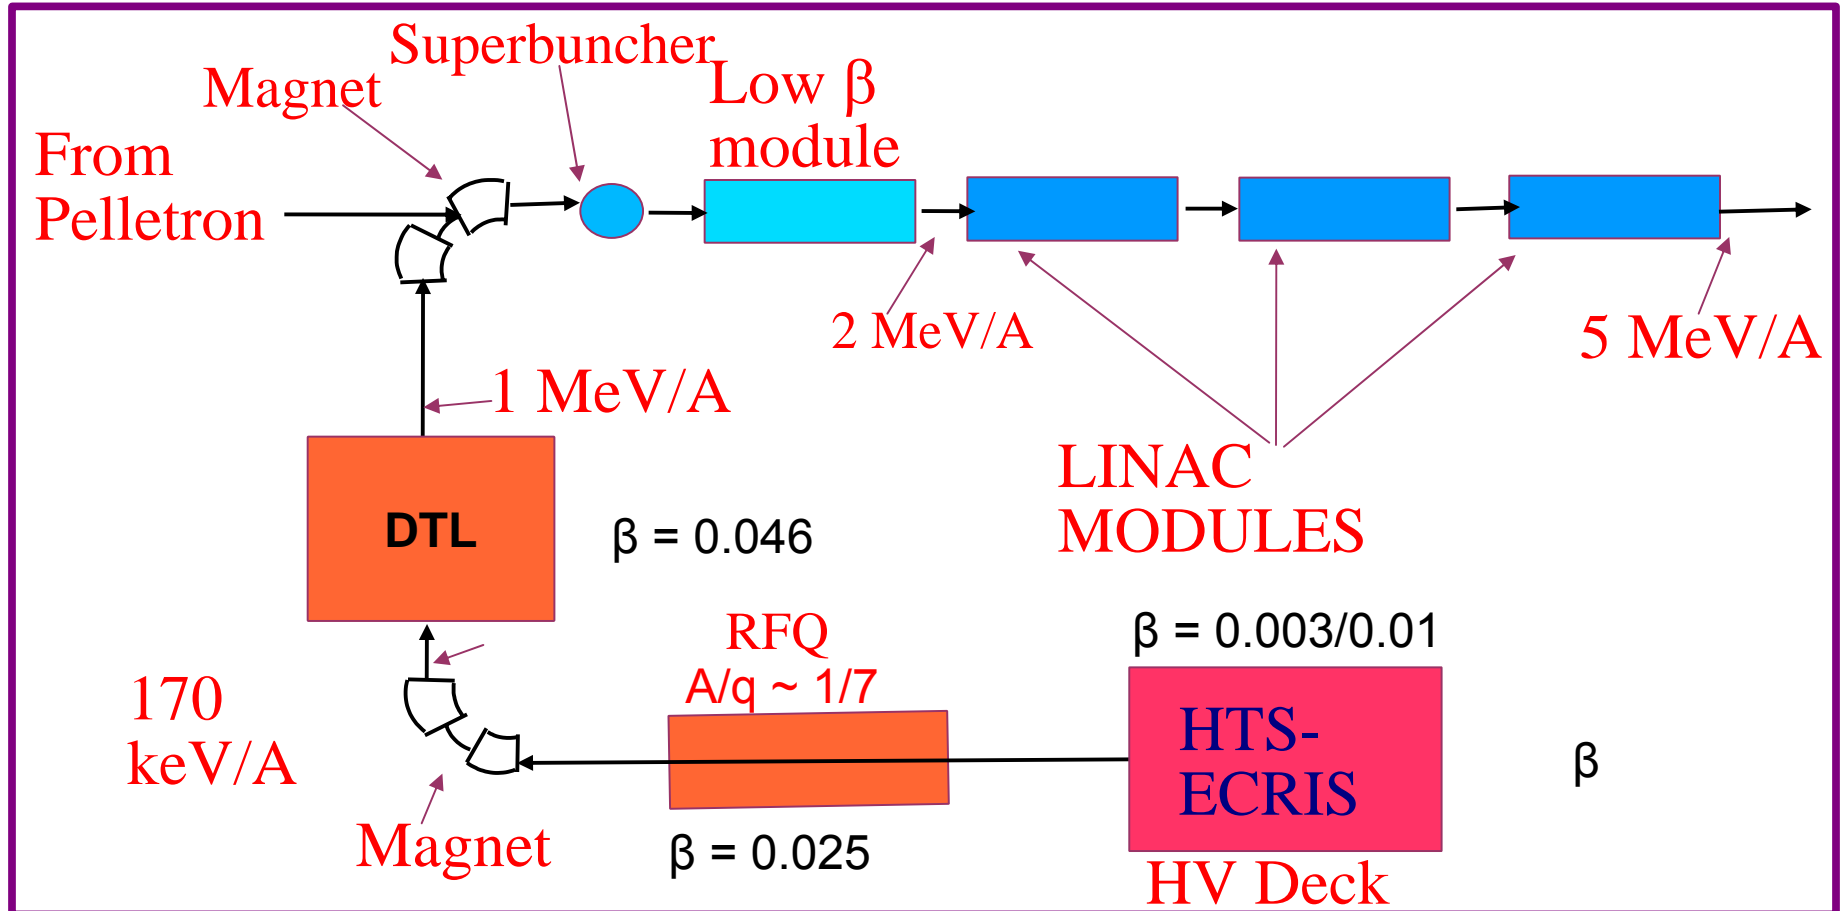 Superbuncher
Magnet
Low β
module
From
Pelletron
2 MeV/A
5 MeV/A
1 MeV/A
LINAC
MODULES
DTL
β = 0.046
RFQ
A/q ~ 1/7
β = 0.003/0.01
170
keV/A
HTS-
ECRIS
β
Magnet
β = 0.025
HV Deck